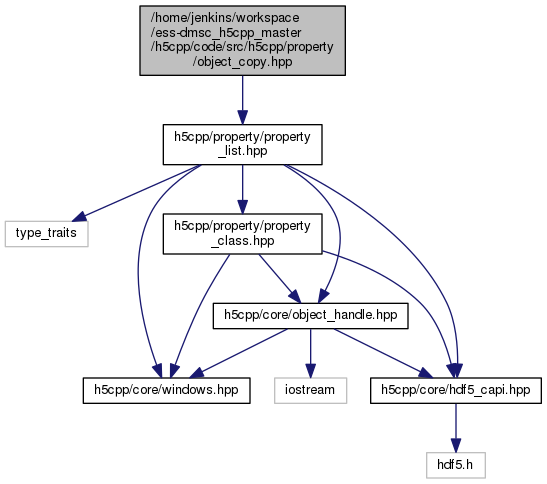 /home/jenkins/workspace
/ess-dmsc_h5cpp_master
/h5cpp/code/src/h5cpp/property
/object_copy.hpp
h5cpp/property/property
_list.hpp
type_traits
h5cpp/property/property
_class.hpp
h5cpp/core/object_handle.hpp
h5cpp/core/windows.hpp
iostream
h5cpp/core/hdf5_capi.hpp
hdf5.h